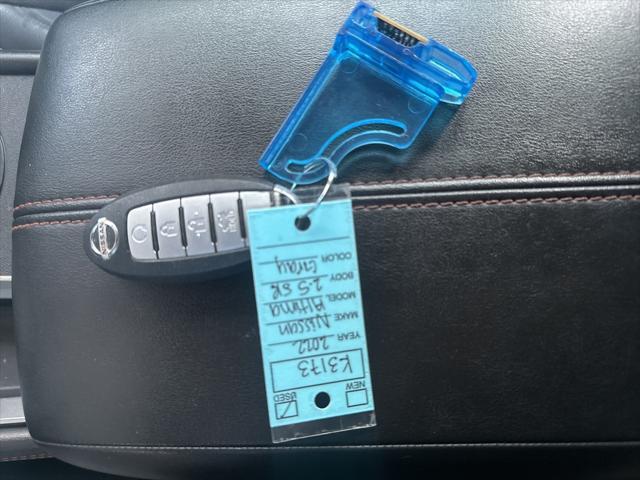 NEW
USED
K3173
YEAR 2022
MAKE Nissan
MODEL Altima
BODY 2.5 SR
COLOR Gray
NISSAN